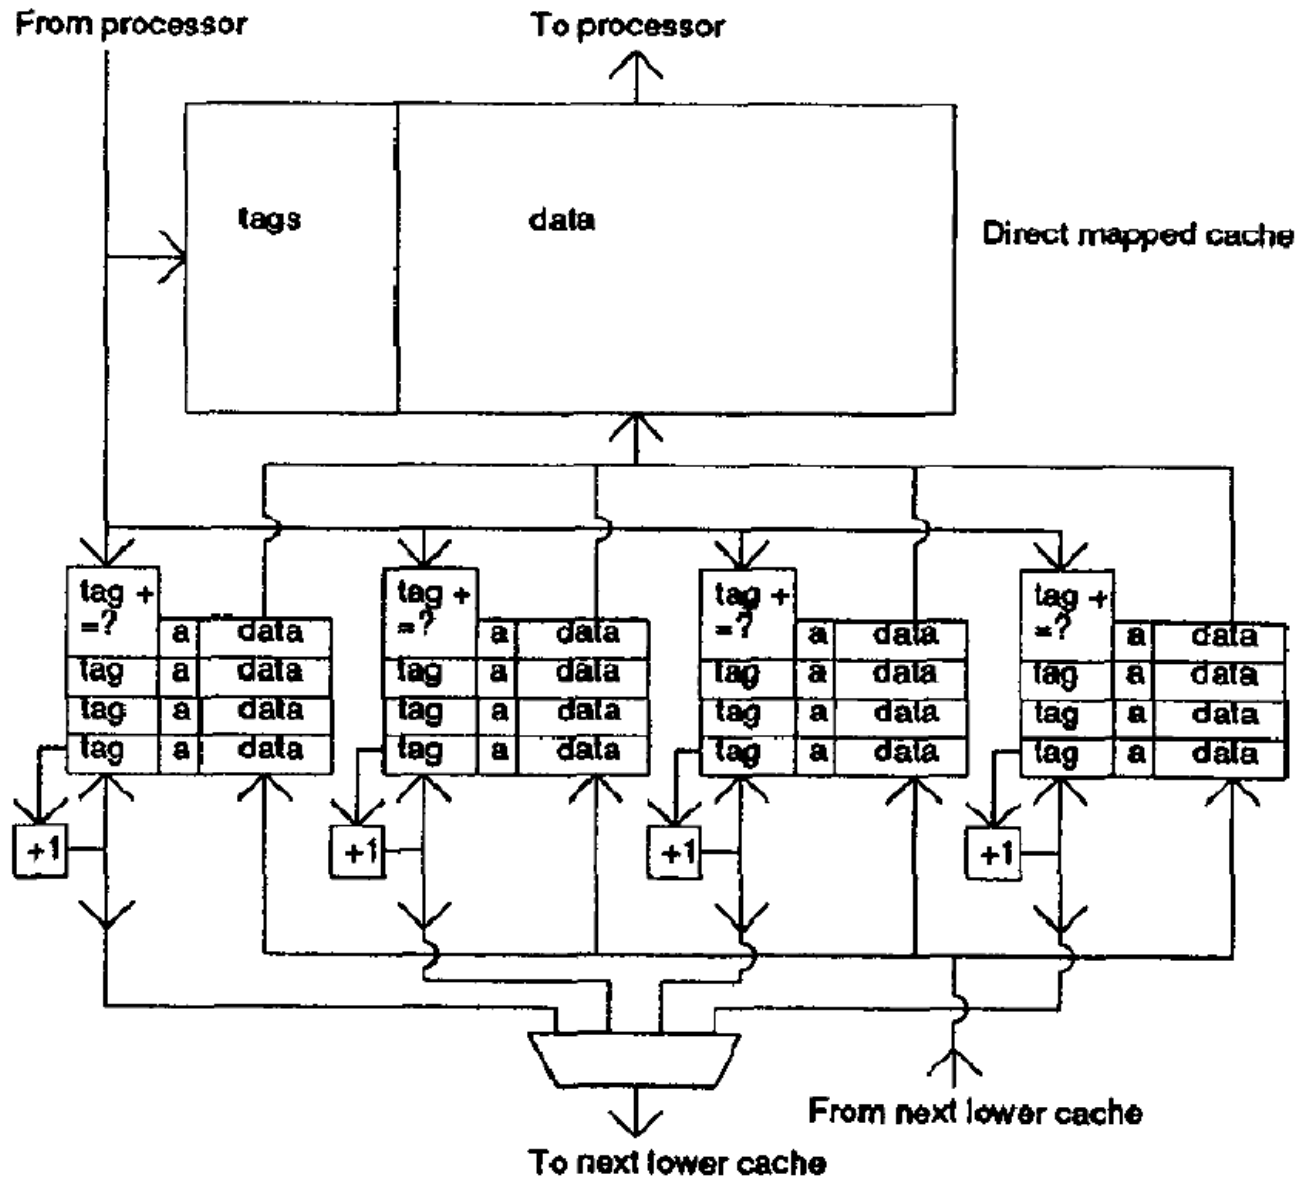 From processor
To processor
tags
data
Direct mapped cache
tag +
=?
a
data
tag
a
data
tag
a
data
tag
a
data
+1
tag +
=?
a
data
tag
a
data
tag
a
data
tag
a
data
+1
tag +
=?
a
data
tag
a
data
tag
a
data
tag
a
data
+1
tag +
=?
a
data
tag
a
data
tag
a
data
tag
a
data
+1
From next lower cache
To next lower cache